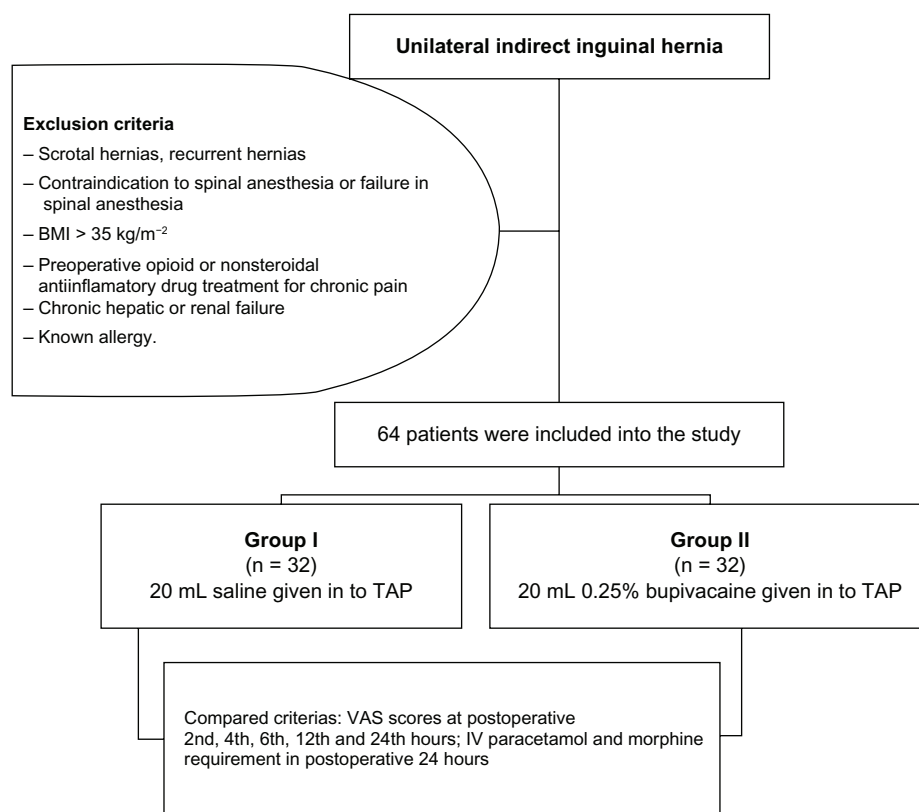 Unilateral indirect inguinal hernia
Exclusion criteria
– Scrotal hernias, recurrent hernias
– Contraindication to spinal anesthesia or failure in
spinal anesthesia
– BMI > 35 kg/m⁻²
– Preoperative opioid or nonsteroidal
antiinflamatory drug treatment for chronic pain
– Chronic hepatic or renal failure
– Known allergy.
64 patients were included into the study
Group I
(n = 32)
20 mL saline given in to TAP
Group II
(n = 32)
20 mL 0.25% bupivacaine given in to TAP
Compared criterias: VAS scores at postoperative
2nd, 4th, 6th, 12th and 24th hours; IV paracetamol and morphine
requirement in postoperative 24 hours